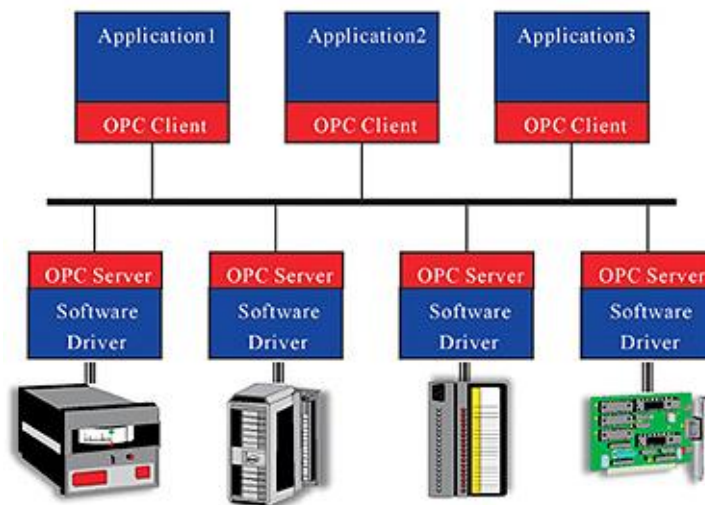 Application1
OPC Client
Application2
OPC Client
Application3
OPC Client
OPC Server
Software
Driver
OPC Server
Software
Driver
OPC Server
Software
Driver
OPC Server
Software
Driver